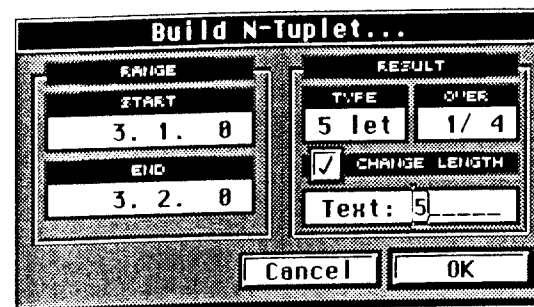 Build N-Tuplet...
RANGE
START
3. 1. 0
END
3. 2. 0
RESULT
TYPE OVER
5 let 1/ 4
CHANGE LENGTH
Text: 5_____
Cancel OK